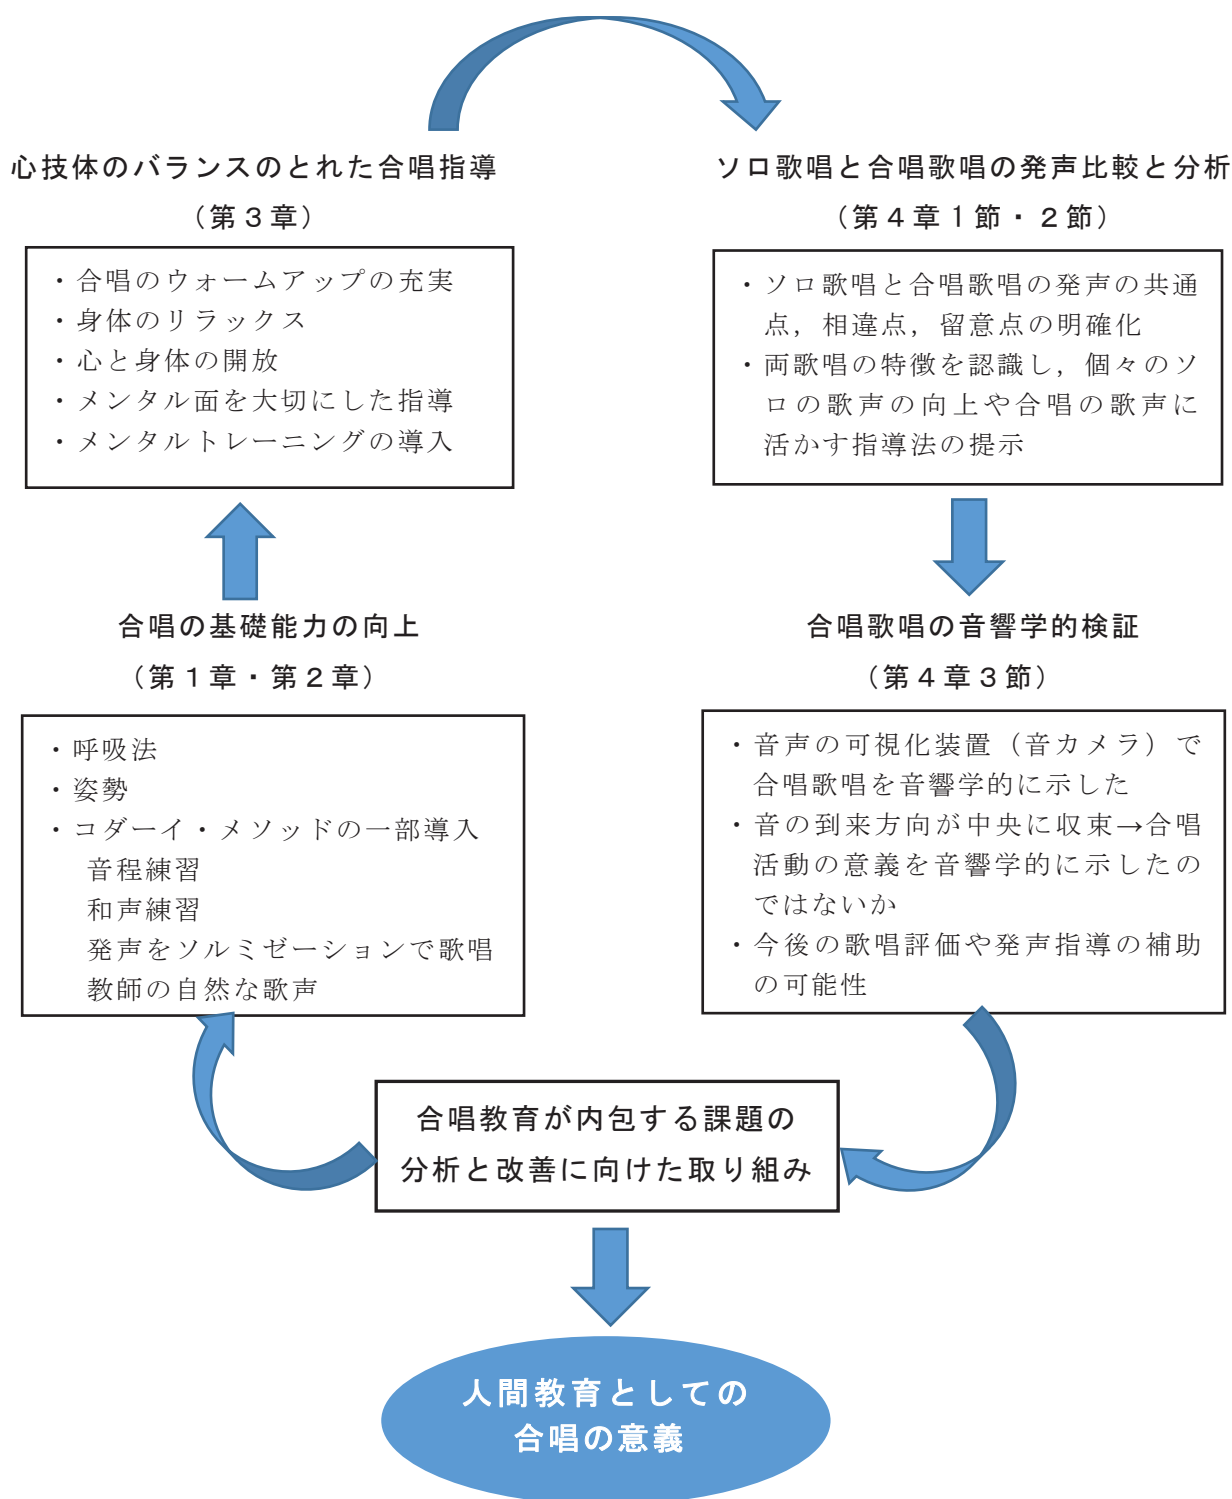 心技体のバランスのとれた合唱指導
（第３章）
・合唱のウォームアップの充実
・身体のリラックス
・心と身体の開放
・メンタル面を大切にした指導
・メンタルトレーニングの導入
ソロ歌唱と合唱歌唱の発声比較と分析
（第４章１節・２節）
・ソロ歌唱と合唱歌唱の発声の共通
点，相違点，留意点の明確化
・両歌唱の特徴を認識し，個々のソ
ロの歌声の向上や合唱の歌声に
活かす指導法の提示
合唱の基礎能力の向上
（第１章・第２章）
・呼吸法
・姿勢
・コダーイ・メソッドの一部導入
音程練習
和声練習
発声をソルミゼーションで歌唱
教師の自然な歌声
合唱歌唱の音響学的検証
（第４章３節）
・音声の可視化装置（音カメラ）で
合唱歌唱を音響学的に示した
・音の到来方向が中央に収束→合唱
活動の意義を音響学的に示したの
ではないか
・今後の歌唱評価や発声指導の補助
の可能性
合唱教育が内包する課題の
分析と改善に向けた取り組み
人間教育としての
合唱の意義